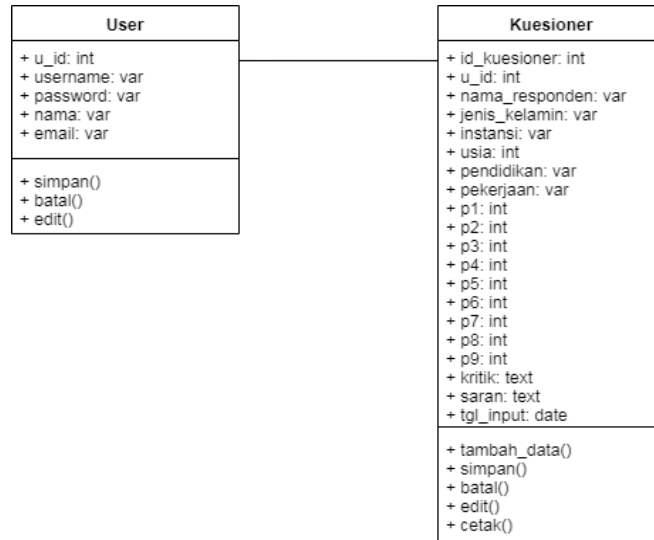 User
+ u_id: int
+ username: var
+ password: var
+ nama: var
+ email: var
+ simpan()
+ batal()
+ edit()
Kuesioner
+ id_kuesioner: int
+ u_id: int
+ nama_responden: var
+ jenis_kelamin: var
+ instansi: var
+ usia: int
+ pendidikan: var
+ pekerjaan: var
+ p1: int
+ p2: int
+ p3: int
+ p4: int
+ p5: int
+ p6: int
+ p7: int
+ p8: int
+ p9: int
+ kritik: text
+ saran: text
+ tgl_input: date
+ tambah_data()
+ simpan()
+ batal()
+ edit()
+ cetak()